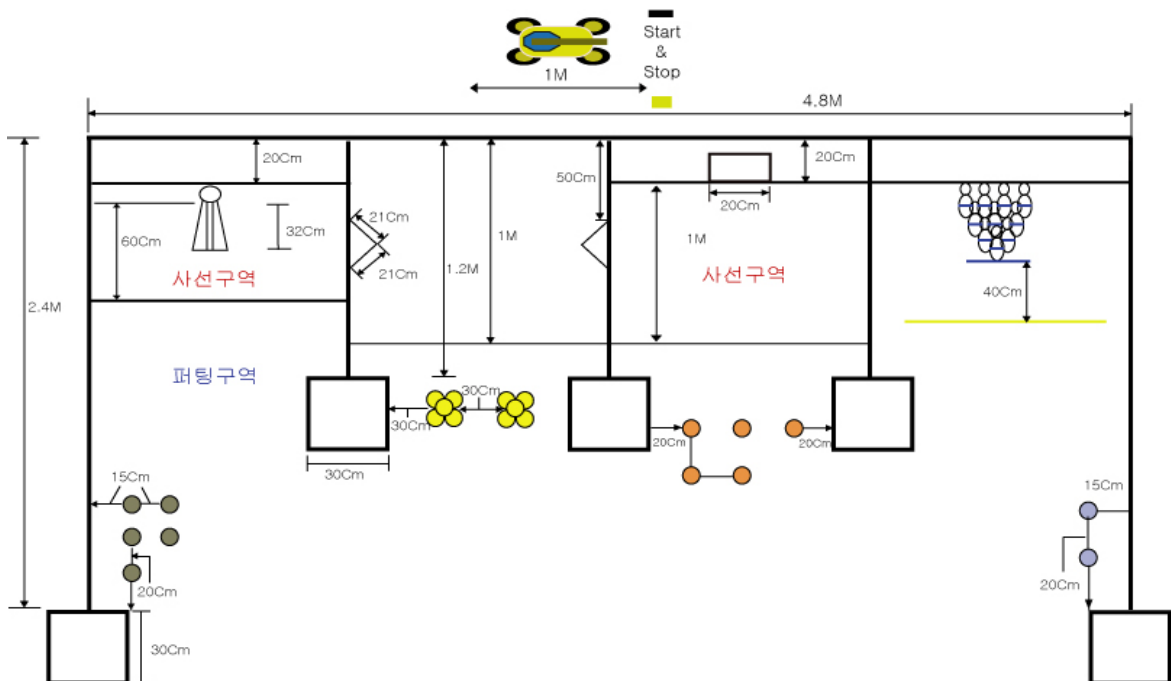 Start
&
Stop
1M
4.8M
20Cm
20Cm
50Cm
21Cm
20Cm
60Cm
32Cm
1M
1M
21Cm
1.2M
사선구역
사선구역
40Cm
2.4M
퍼팅구역
30Cm
30Cm
20Cm
20Cm
30Cm
15Cm
15Cm
20Cm
20Cm
30Cm